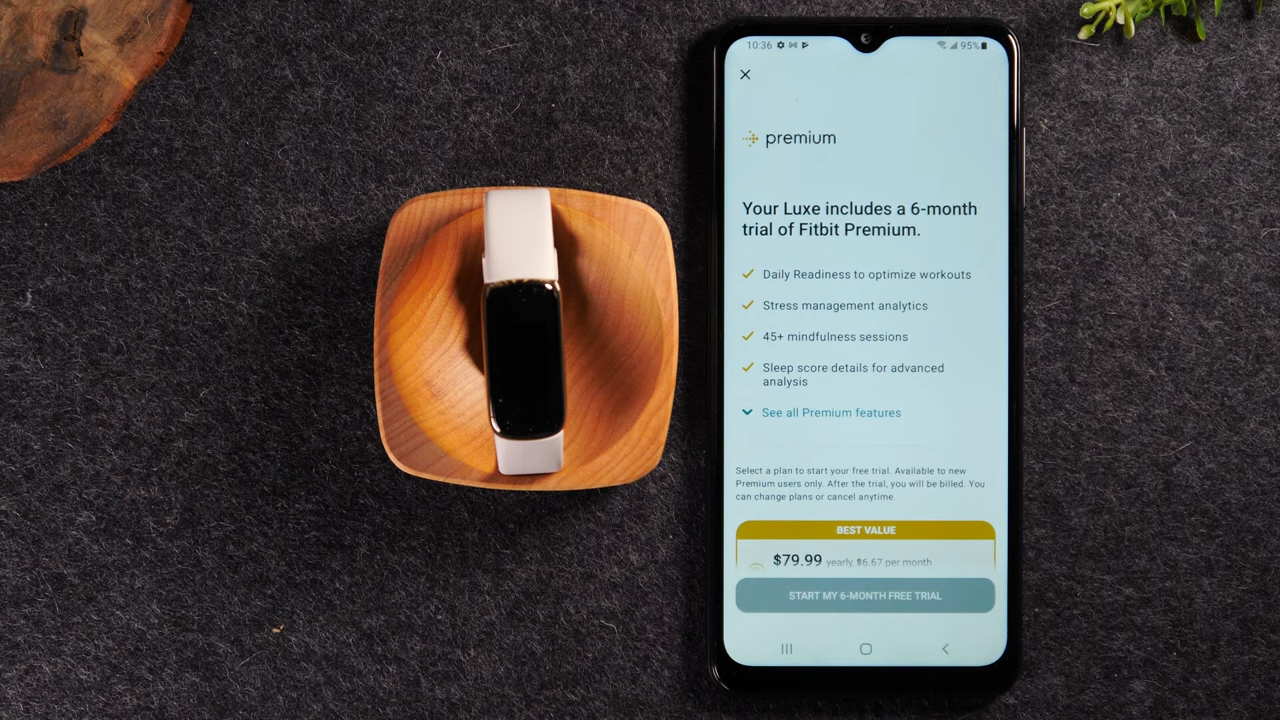 10:36 95%
premium
Your Luxe includes a 6-month
trial of Fitbit Premium.
Daily Readiness to optimize workouts
Stress management analytics
45+ mindfulness sessions
Sleep score details for advanced
analysis
See all Premium features
Select a plan to start your free trial. Available to new
Premium users only. After the trial, you will be billed. You
can change plans or cancel anytime.
BEST VALUE
$79.99 yearly, $6.67 per month
START MY 6-MONTH FREE TRIAL